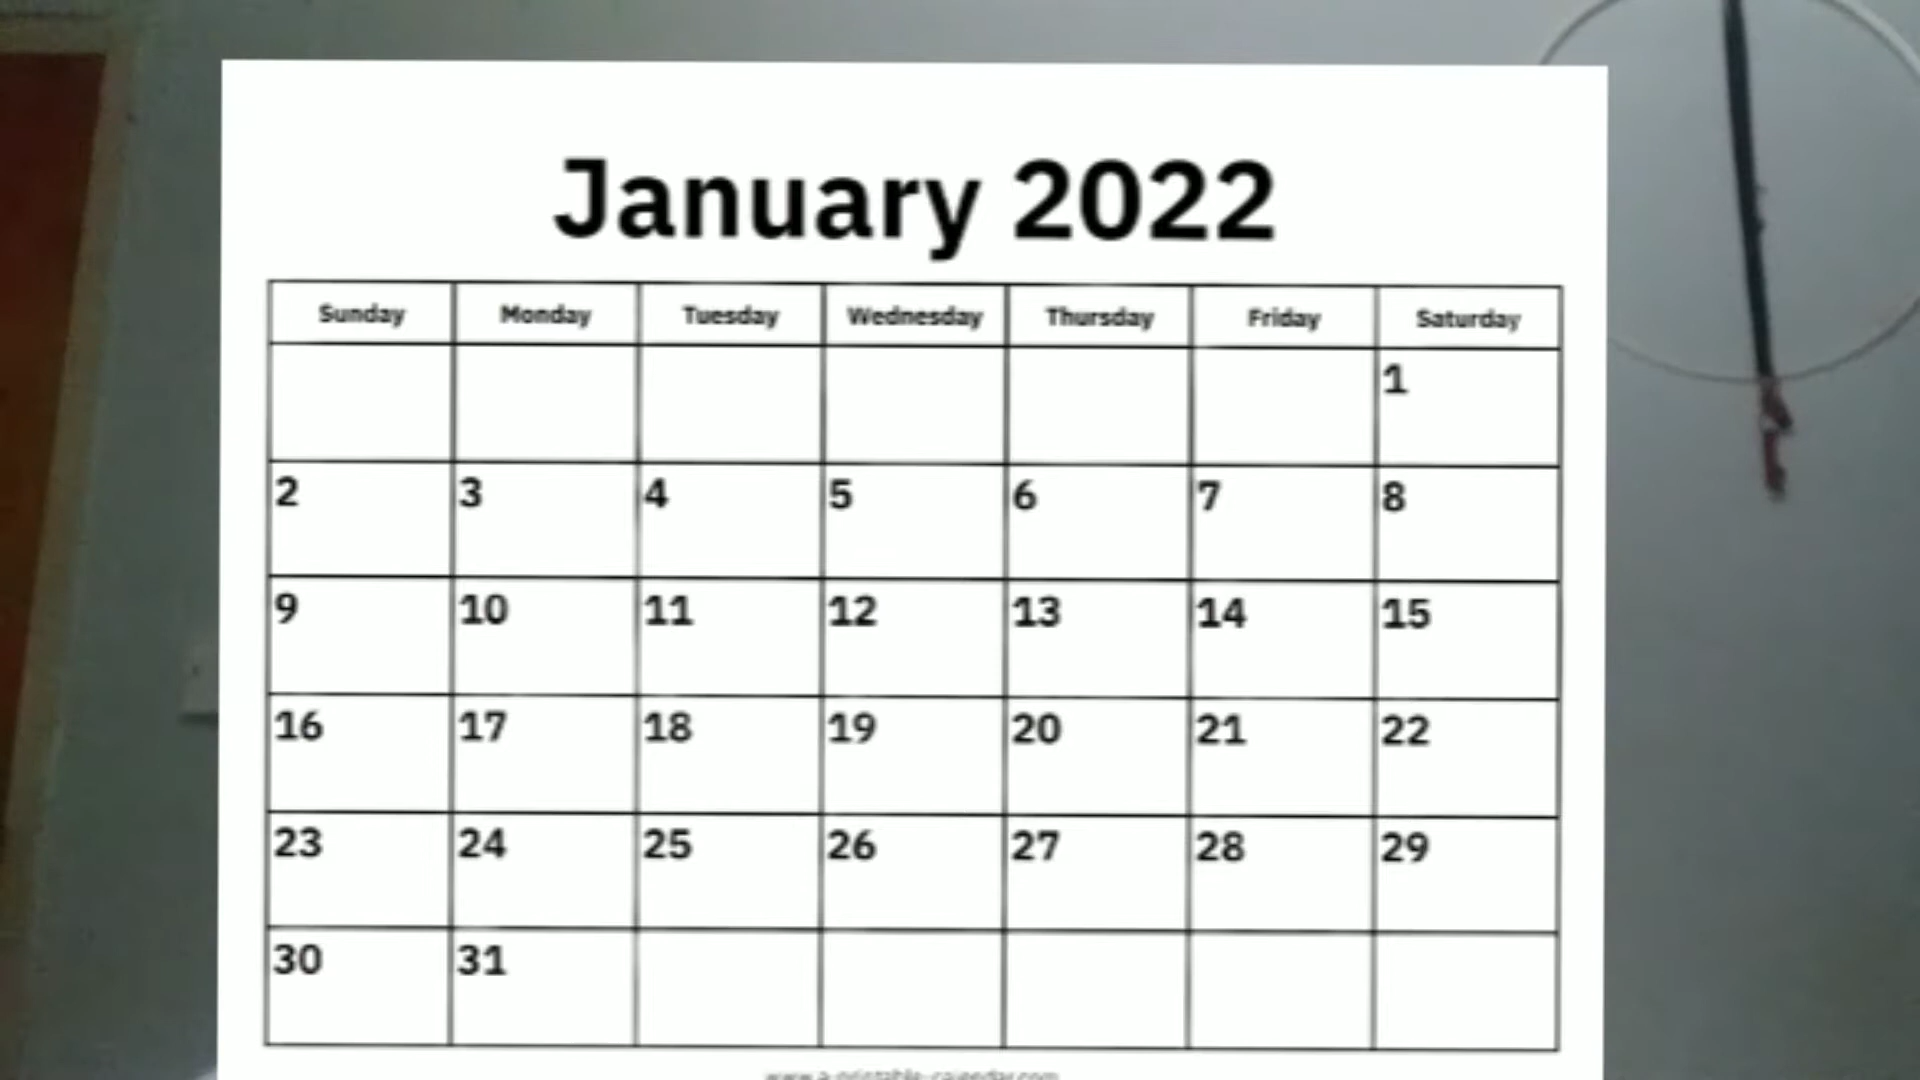 January 2022
Sunday Monday Tuesday Wednesday Thursday Friday Saturday
1
2 3 4 5 6 7 8
9 10 11 12 13 14 15
16 17 18 19 20 21 22
23 24 25 26 27 28 29
30 31